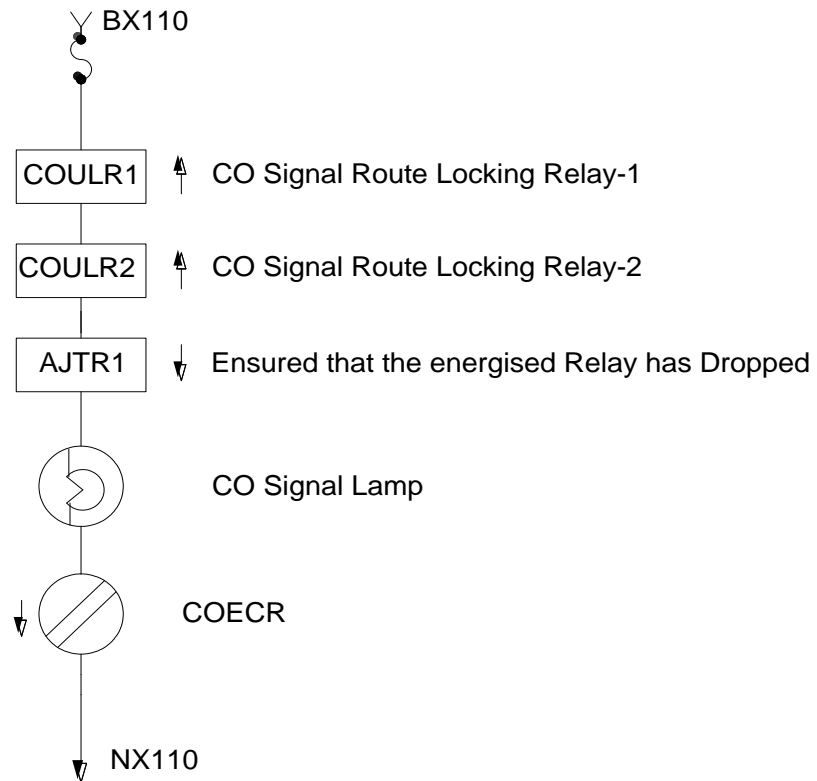 BX110
COULR1 CO Signal Route Locking Relay-1
COULR2 CO Signal Route Locking Relay-2
AJTR1 Ensured that the energised Relay has Dropped
CO Signal Lamp
COECR
NX110